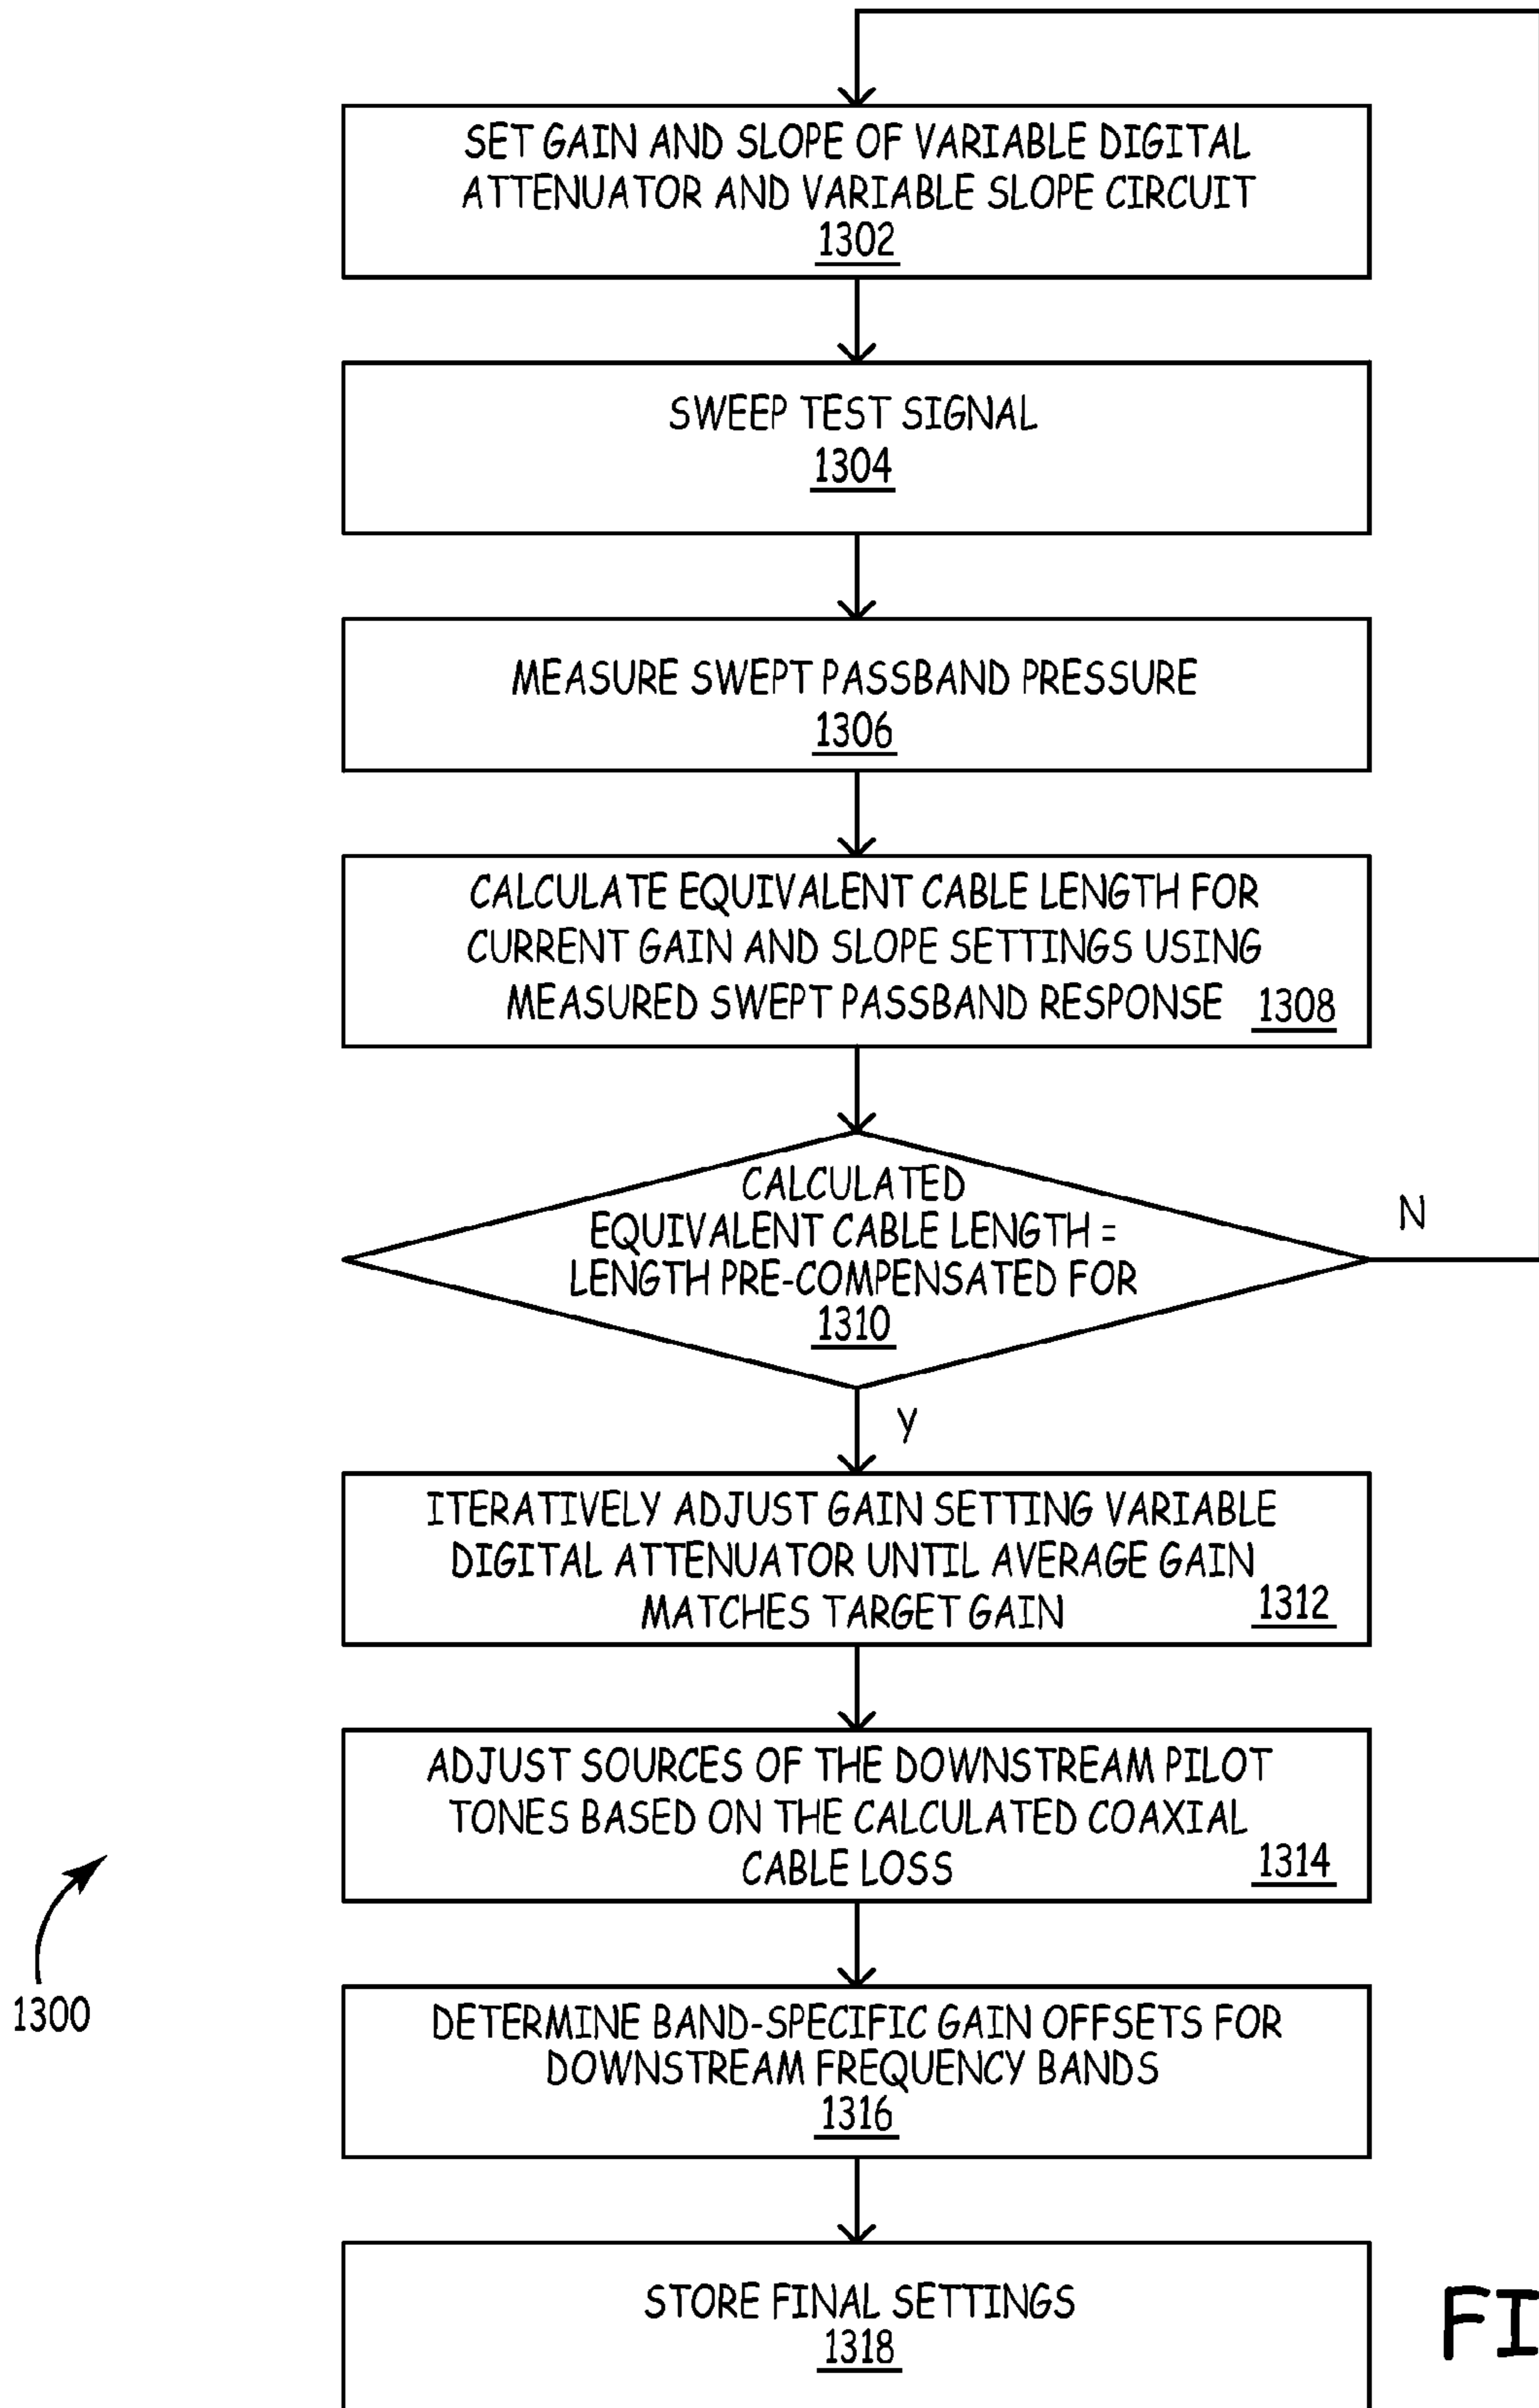 SET GAIN AND SLOPE OF VARIABLE DIGITAL
ATTENUATOR AND VARIABLE SLOPE CIRCUIT
1302
SWEEP TEST SIGNAL
1304
MEASURE SWEPT PASSBAND PRESSURE
1306
CALCULATE EQUIVALENT CABLE LENGTH FOR
CURRENT GAIN AND SLOPE SETTINGS USING
MEASURED SWEPT PASSBAND RESPONSE 1308
CALCULATED
EQUIVALENT CABLE LENGTH =
LENGTH PRE-COMPENSATED FOR
1310
N
Y
ITERATIVELY ADJUST GAIN SETTING VARIABLE
DIGITAL ATTENUATOR UNTIL AVERAGE GAIN
MATCHES TARGET GAIN 1312
ADJUST SOURCES OF THE DOWNSTREAM PILOT
TONES BASED ON THE CALCULATED COAXIAL
CABLE LOSS 1314
1300
DETERMINE BAND-SPECIFIC GAIN OFFSETS FOR
DOWNSTREAM FREQUENCY BANDS
1316
STORE FINAL SETTINGS
1318
FI